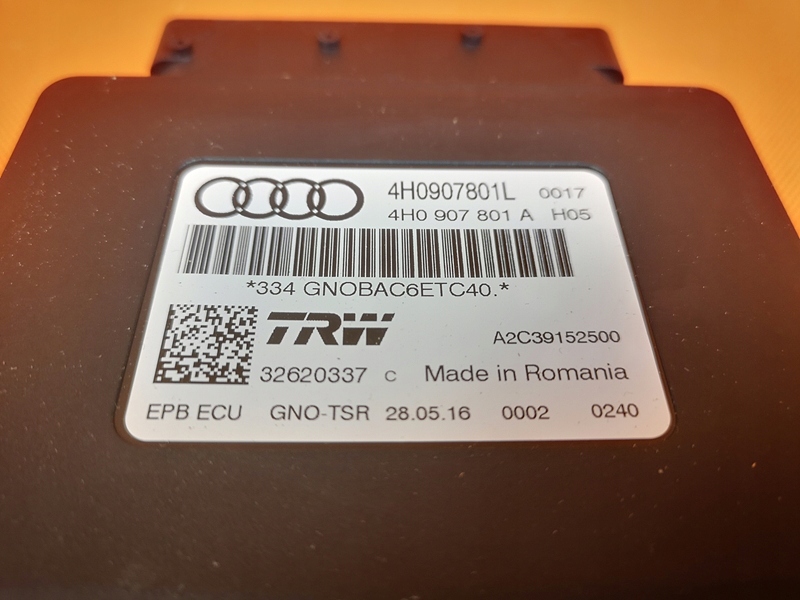 4H0907801L 0017
4H0 907 801 A H05
*334 GNOBAC6ETC40.*
TRW A2C39152500
32620337 C Made in Romania
EPB ECU GNO-TSR 28.05.16 0002 0240